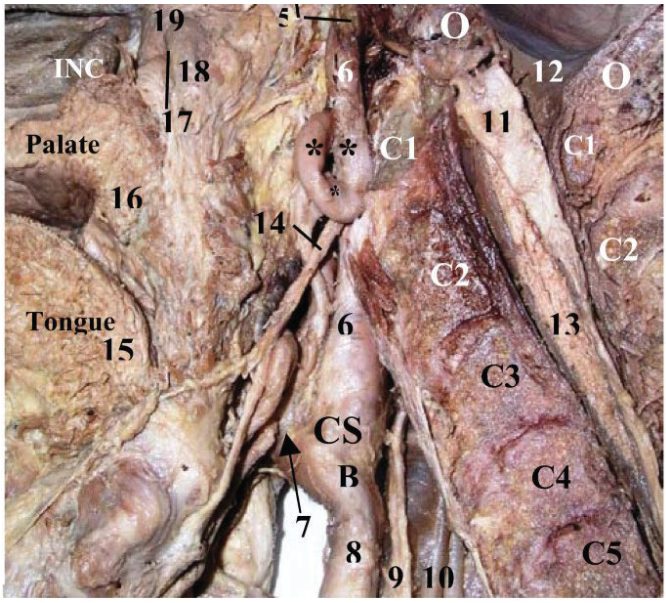 19 5 O
INC 18 6 12 O
17 11
Palate * * C1 C1
16 *
14 C2 C2
Tongue 6 13
15 C3
CS
B C4
7 8 C5
9 10